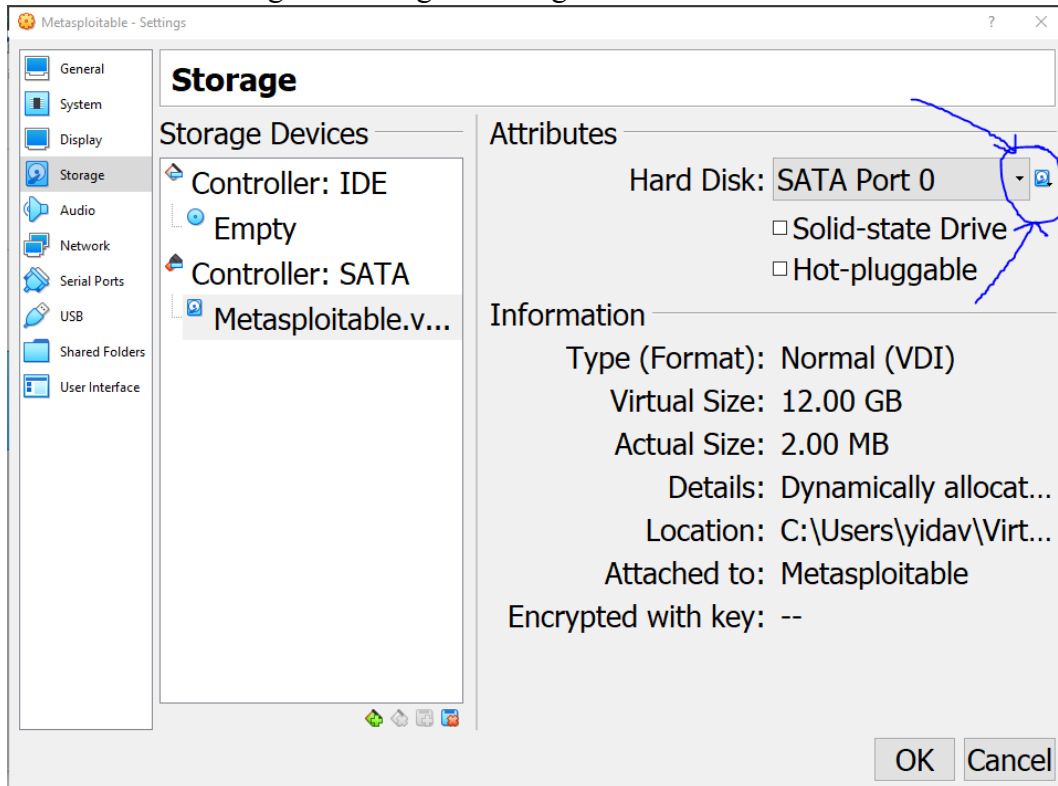 Metasploitable - Settings
General
System
Display
Storage
Audio
Network
Serial Ports
USB
Shared Folders
User Interface
Storage
Storage Devices
Controller: IDE
Empty
Controller: SATA
Metasploitable.v...
Attributes
Hard Disk: SATA Port 0
Solid-state Drive
Hot-pluggable
Information
Type (Format): Normal (VDI)
Virtual Size: 12.00 GB
Actual Size: 2.00 MB
Details: Dynamically allocat...
Location: C:\Users\yidav\Virt...
Attached to: Metasploitable
Encrypted with key: --
OK Cancel